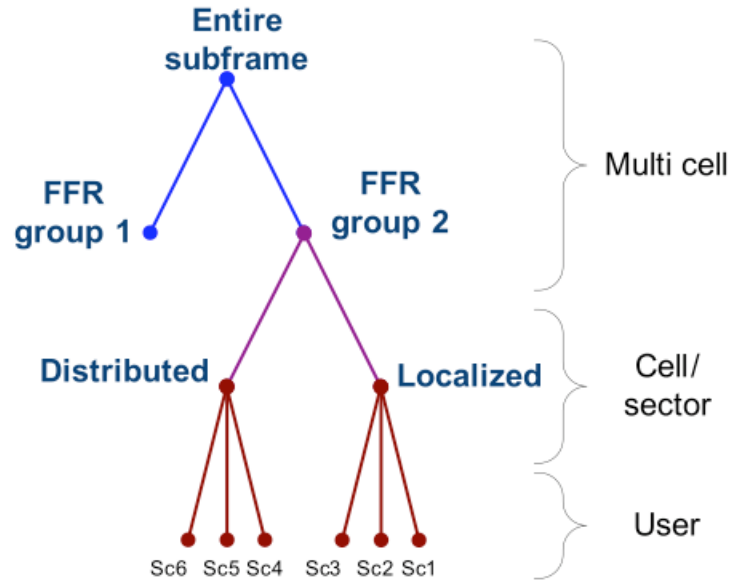 Entire
subframe
Multi cell
FFR
group 1
FFR
group 2
Distributed
Localized
Cell/
sector
User
Sc6 Sc5 Sc4 Sc3 Sc2 Sc1